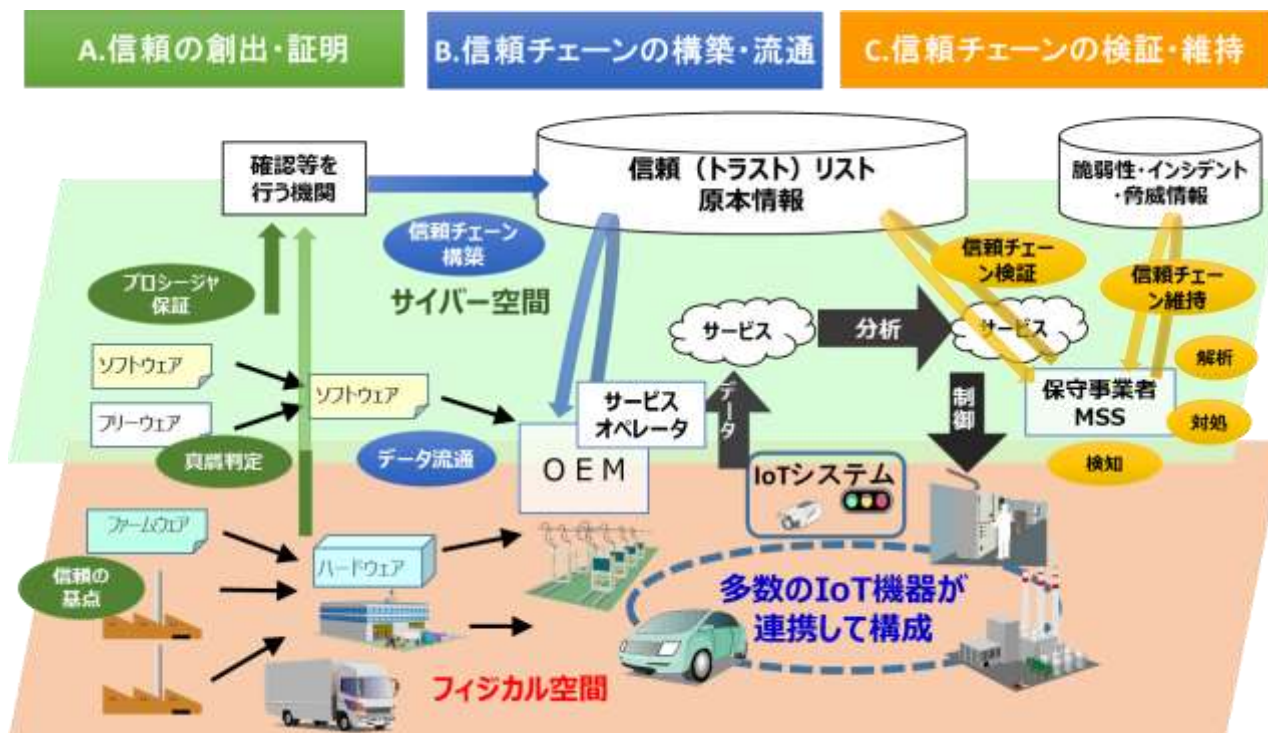 A.信頼の創出・証明
B.信頼チェーンの構築・流通
C.信頼チェーンの検証・維持
確認等を
行う機関
信頼（トラスト）リスト
原本情報
脆弱性・インシデント
・脅威情報
信頼チェーン
構築
信頼チェー
ン検証
信頼チェー
ン維持
プロシージャ
保証
サイバー空間
サービス
分析
サービス
解析
ソフトウェア
ソフトウェア
フリーウェア
サービス
オペレータ
データ
制御
保守事業者
MSS
対処
真贋判定
データ流通
OEM
検知
IoTシステム
ファームウェア
ハードウェア
信頼の
基点
多数のIoT機器が
連携して構成
フィジカル空間